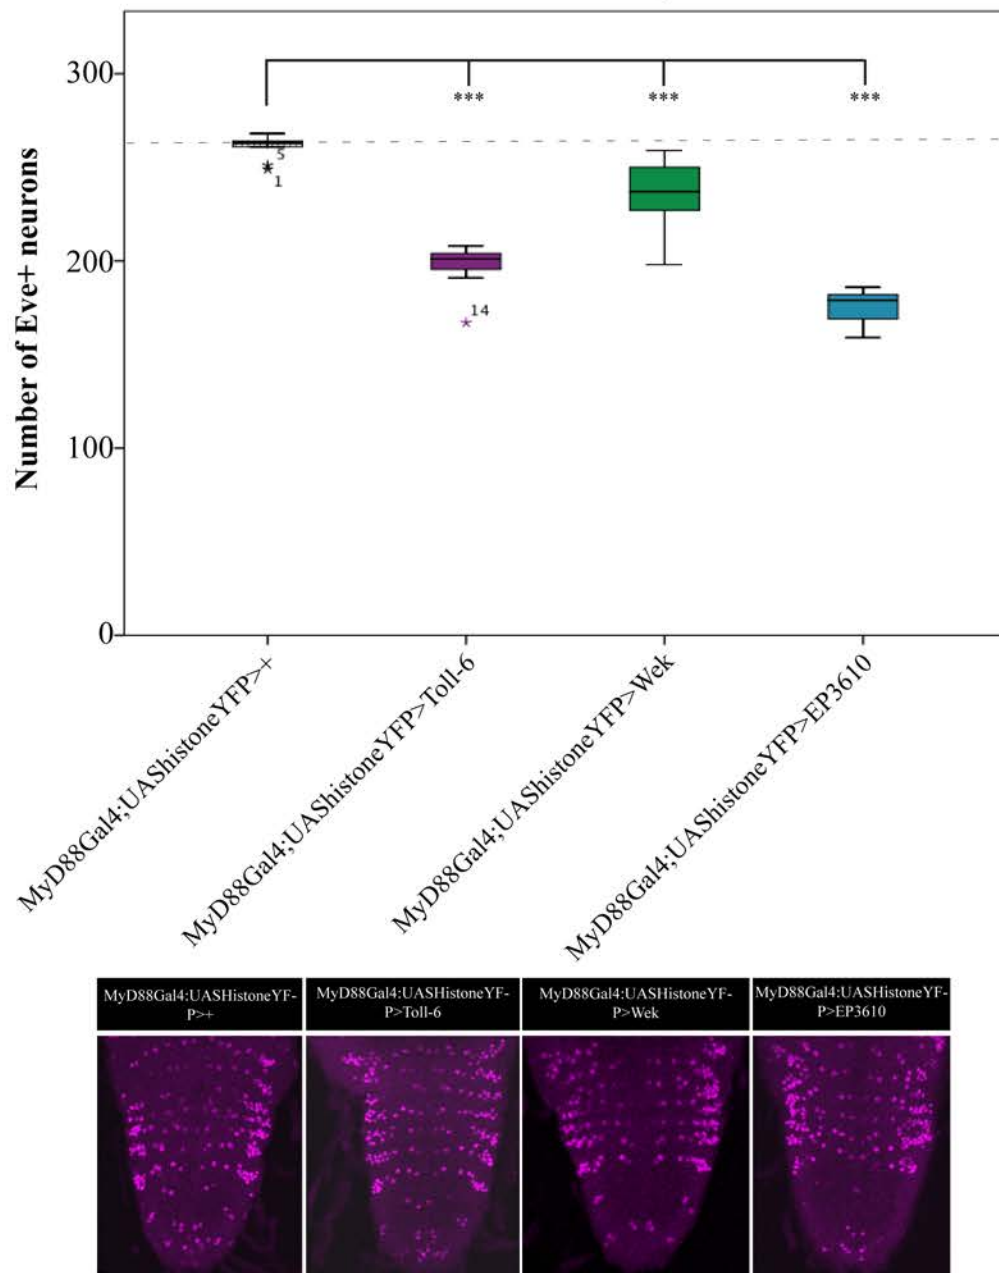 300
***
***
***
5
1
200
14
100
0
Number of Eve+ neurons
MyD88Gal4;UAShistoneYFP>+
MyD88Gal4;UAShistoneYFP>Toll-6
MyD88Gal4;UAShistoneYFP>Wek
MyD88Gal4;UAShistoneYFP>EP3610
MyD88Gal4:UASHistoneYF-
P>+
MyD88Gal4:UASHistoneYF-
P>Toll-6
MyD88Gal4:UASHistoneYF-
P>Wek
MyD88Gal4:UASHistoneYF-
P>EP3610